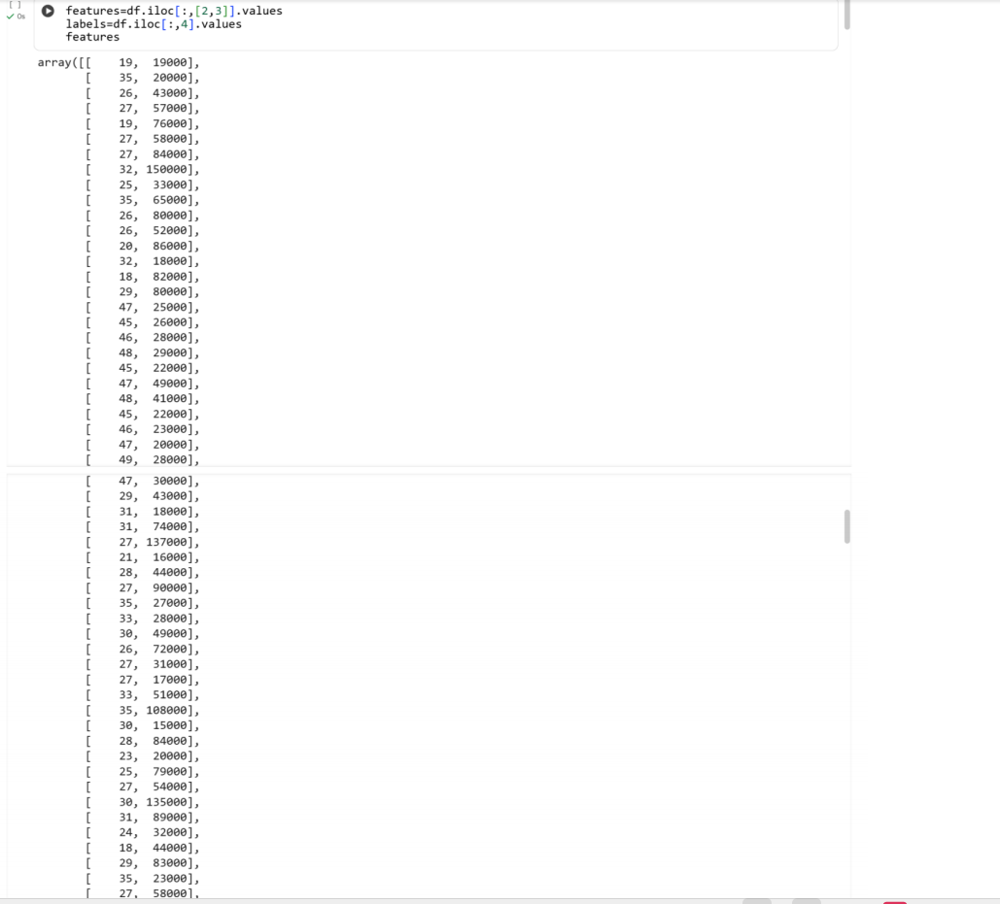 [ ]
0s
features=df.iloc[:,[2,3]].values
labels=df.iloc[:,4].values
features
array([[    19,  19000],
       [    35,  20000],
       [    26,  43000],
       [    27,  57000],
       [    19,  76000],
       [    27,  58000],
       [    27,  84000],
       [    32, 150000],
       [    25,  33000],
       [    35,  65000],
       [    26,  80000],
       [    26,  52000],
       [    20,  86000],
       [    32,  18000],
       [    18,  82000],
       [    29,  80000],
       [    47,  25000],
       [    45,  26000],
       [    46,  28000],
       [    48,  29000],
       [    45,  22000],
       [    47,  49000],
       [    48,  41000],
       [    45,  22000],
       [    46,  23000],
       [    47,  20000],
       [    49,  28000],
       [    47,  30000],
       [    29,  43000],
       [    31,  18000],
       [    31,  74000],
       [    27, 137000],
       [    21,  16000],
       [    28,  44000],
       [    27,  90000],
       [    35,  27000],
       [    33,  28000],
       [    30,  49000],
       [    26,  72000],
       [    27,  31000],
       [    27,  17000],
       [    33,  51000],
       [    35, 108000],
       [    30,  15000],
       [    28,  84000],
       [    23,  20000],
       [    25,  79000],
       [    27,  54000],
       [    30, 135000],
       [    31,  89000],
       [    24,  32000],
       [    18,  44000],
       [    29,  83000],
       [    35,  23000],
       [    27,  58000],